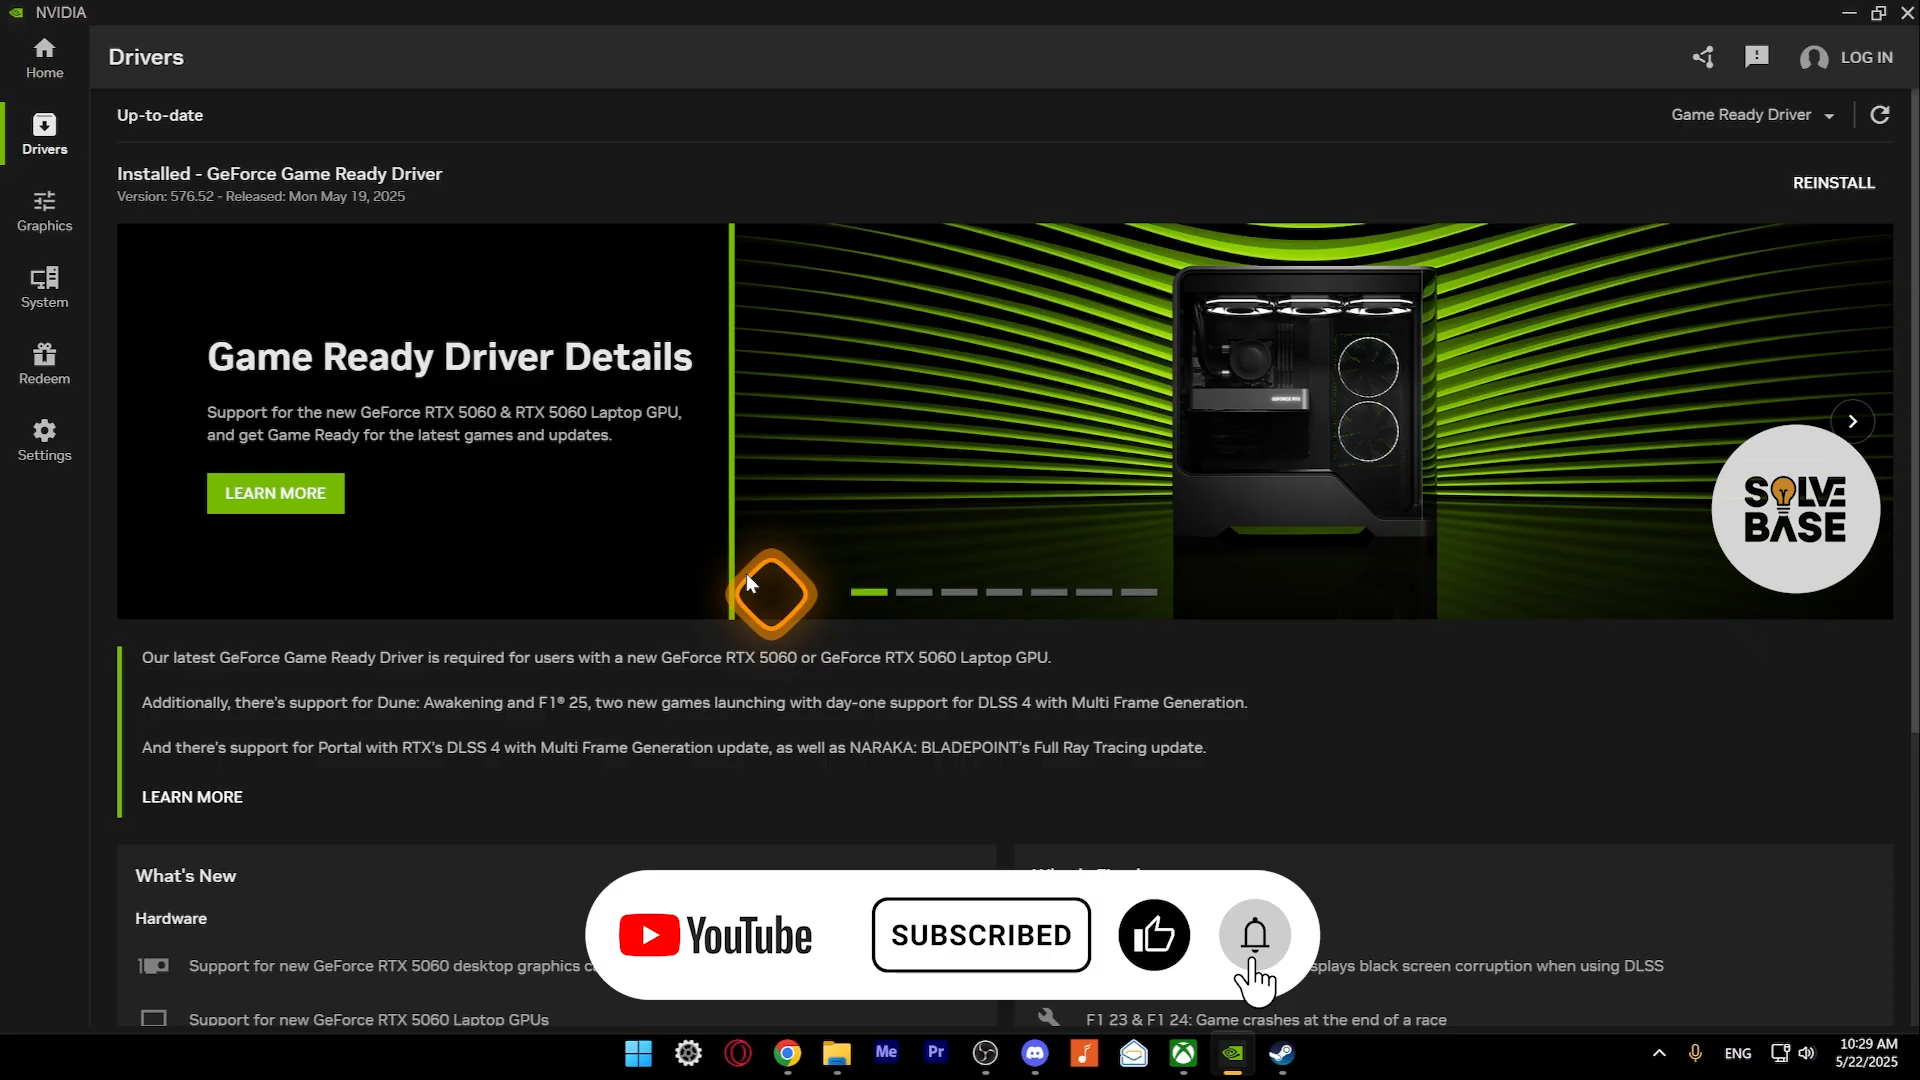 NVIDIA
Home
Drivers
Graphics
System
Redeem
Settings
Drivers
LOG IN
Up-to-date
Game Ready Driver
Installed - GeForce Game Ready Driver
Version: 576.52 - Released: Mon May 19, 2025
REINSTALL
Game Ready Driver Details
Support for the new GeForce RTX 5060 & RTX 5060 Laptop GPU,
and get Game Ready for the latest games and updates.
LEARN MORE
GEFORCE RTX
SOLVE
BASE
Our latest GeForce Game Ready Driver is required for users with a new GeForce RTX 5060 or GeForce RTX 5060 Laptop GPU.
Additionally, there's support for Dune: Awakening and F1® 25, two new games launching with day-one support for DLSS 4 with Multi Frame Generation.
And there's support for Portal with RTX's DLSS 4 with Multi Frame Generation update, as well as NARAKA: BLADEPOINT's Full Ray Tracing update.
LEARN MORE
What's New
Hardware
Support for new GeForce RTX 5060 desktop graphics
Support for new GeForce RTX 5060 Laptop GPUs
black screen corruption when using DLSS
F1 23 & F1 24: Game crashes at the end of a race
YouTube
SUBSCRIBED
Me
Pr
ENG
10:29 AM
5/22/2025